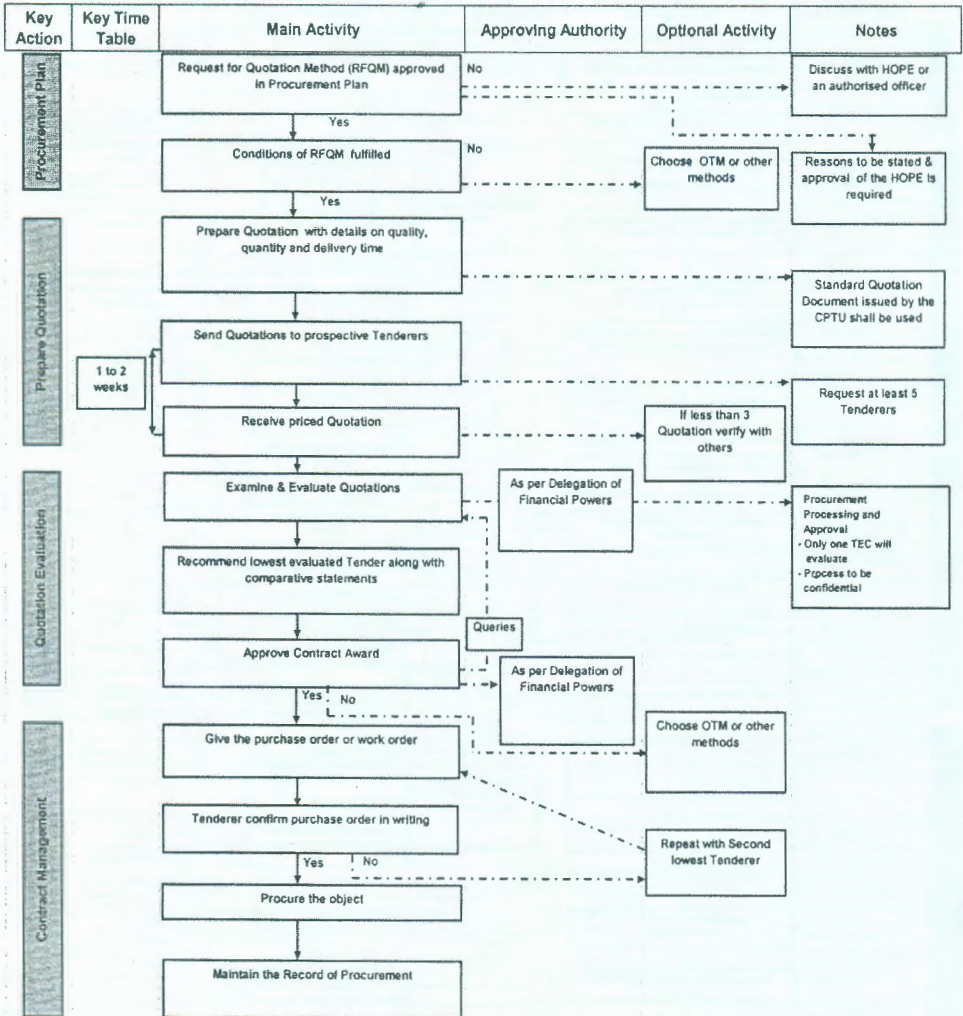 Key Action
Key Time Table
Main Activity
Approving Authority
Optional Activity
Notes
Procurement Plan
Request for Quotation Method (RFQM) approved
in Procurement Plan
No
Discuss with HOPE or
an authorised officer
Yes
Conditions of RFQM fulfilled
No
Choose OTM or other
methods
Reasons to be stated &
approval of the HOPE Is
required
Yes
Prepare Quotation
Prepare Quotation with details on quality,
quantity and delivery time
Standard Quotation
Document issued by the
CPTU shall be used
Send Quotations to prospective Tenderers
1 to 2
weeks
Request at least 5
Tenderers
Receive priced Quotation
If less than 3
Quotation verify with
others
Quotation Evaluation
Examine & Evaluate Quotations
As per Delegation of
Financial Powers
Procurement
Processing and
Approval
- Only one TEC will
evaluate
- Process to be
confidential
Recommend lowest evaluated Tender along with
comparative statements
Queries
Approve Contract Award
As per Delegation of
Financial Powers
Yes
No
Contract Management
Give the purchase order or work order
Choose OTM or other
methods
Tenderer confirm purchase order in writing
Repeat with Second
lowest Tenderer
Yes
No
Procure the object
Maintain the Record of Procurement